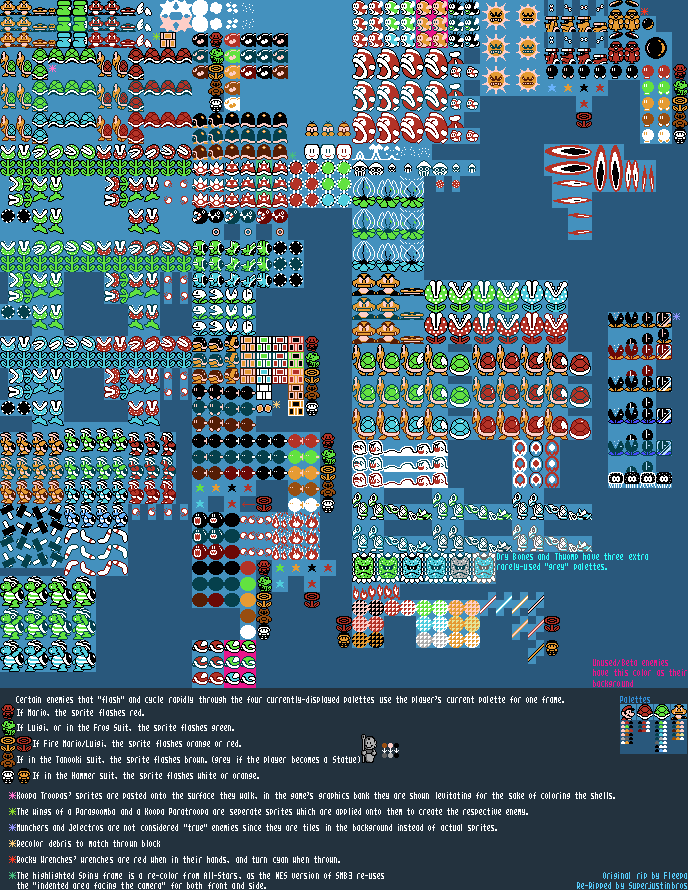 Dry Bones and Thwomp have three extra
rarely-used "grey" palettes.
Unused/Beta enemies
have this color as their
background
Certain enemies that "flash" and cycle rapidly through the four currently-displayed palettes use the player's current palette for one frame.
Palettes
If Mario, the sprite flashes red.
If Luigi, or in the Frog Suit, the sprite flashes green.
If Fire Mario/Luigi, the sprite flashes orange or red.
If in the Tanooki suit, the sprite flashes brown, (grey if the player becomes a Statue)
If in the Hammer suit, the sprite flashes white or orange.
Koopa Troopas' sprites are pasted onto the surface they walk, in the game's graphics bank they are shown levitating for the sake of coloring the shells.
The wings of a Paragoomba and a Koopa Paratroopa are seperate sprites which are applied onto them to create the respective enemy.
Munchers and Jelectros are not considered "true" enemies since they are tiles in the background instead of actual sprites.
Recolor debris to match thrown block
Rocky Wrenches' wrenches are red when in their hands, and turn cyan when thrown.
The highlighted Spiny frame is a re-color from All-Stars, as the NES version of SMB3 re-uses
the "indented area facing the camera" for both front and side.
Original rip by Fleepa
Re-Ripped by Superjustinbros